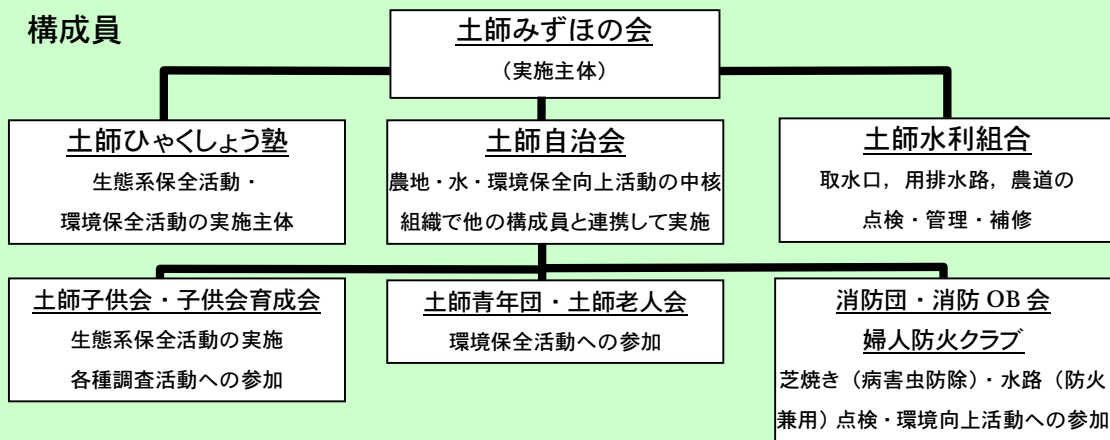 構成員
土師みずほの会
（実施主体）
土師ひゃくしょう塾
生態系保全活動・
環境保全活動の実施主体
土師自治会
農地・水・環境保全向上活動の中核
組織で他の構成員と連携して実施
土師水利組合
取水口，用排水路，農道の
点検・管理・補修
土師子供会・子供会育成会
生態系保全活動の実施
各種調査活動への参加
土師青年団・土師老人会
環境保全活動への参加
消防団・消防 OB 会
婦人防火クラブ
芝焼き（病害虫防除）・水路（防火
兼用）点検・環境向上活動への参加